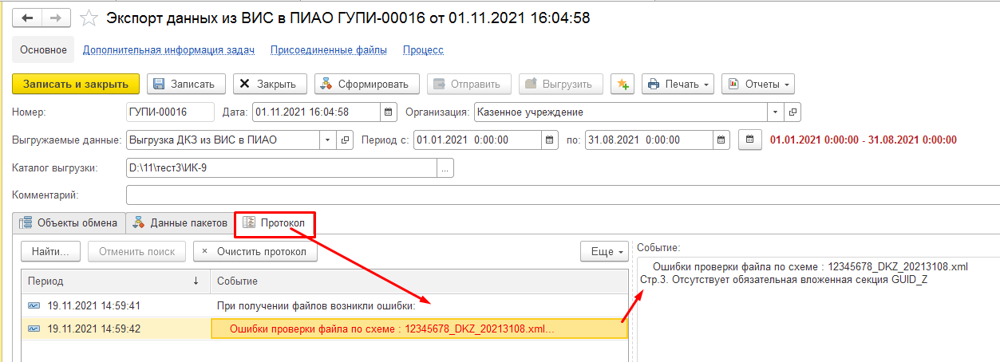 Экспорт данных из ВИС в ПИАО ГУПИ-00016 от 01.11.2021 16:04:58
Основное Дополнительная информация задач Присоединенные файлы Процесс
Записать и закрыть Записать Закрыть Сформировать Отправить Выгрузить Печать Отчеты
Номер: ГУПИ-00016 Дата: 01.11.2021 16:04:58 Организация: Казенное учреждение
Выгружаемые данные: Выгрузка ДКЗ из ВИС в ПИАО Период с: 01.01.2021 0:00:00 по: 31.08.2021 0:00:00 01.01.2021 0:00:00 - 31.08.2021 0:00:00
Каталог выгрузки: D:\11\тест3\ИК-9 ...
Комментарий:
Объекты обмена Данные пакетов Протокол
Найти... Отменить поиск × Очистить протокол Еще
Период ↓ Событие
19.11.2021 14:59:41 При получении файлов возникли ошибки:
19.11.2021 14:59:42 Ошибки проверки файла по схеме : 12345678_DKZ_20213108.xml...
Событие:
Ошибки проверки файла по схеме : 12345678_DKZ_20213108.xml
Стр.3. Отсутствует обязательная вложенная секция GUID_Z